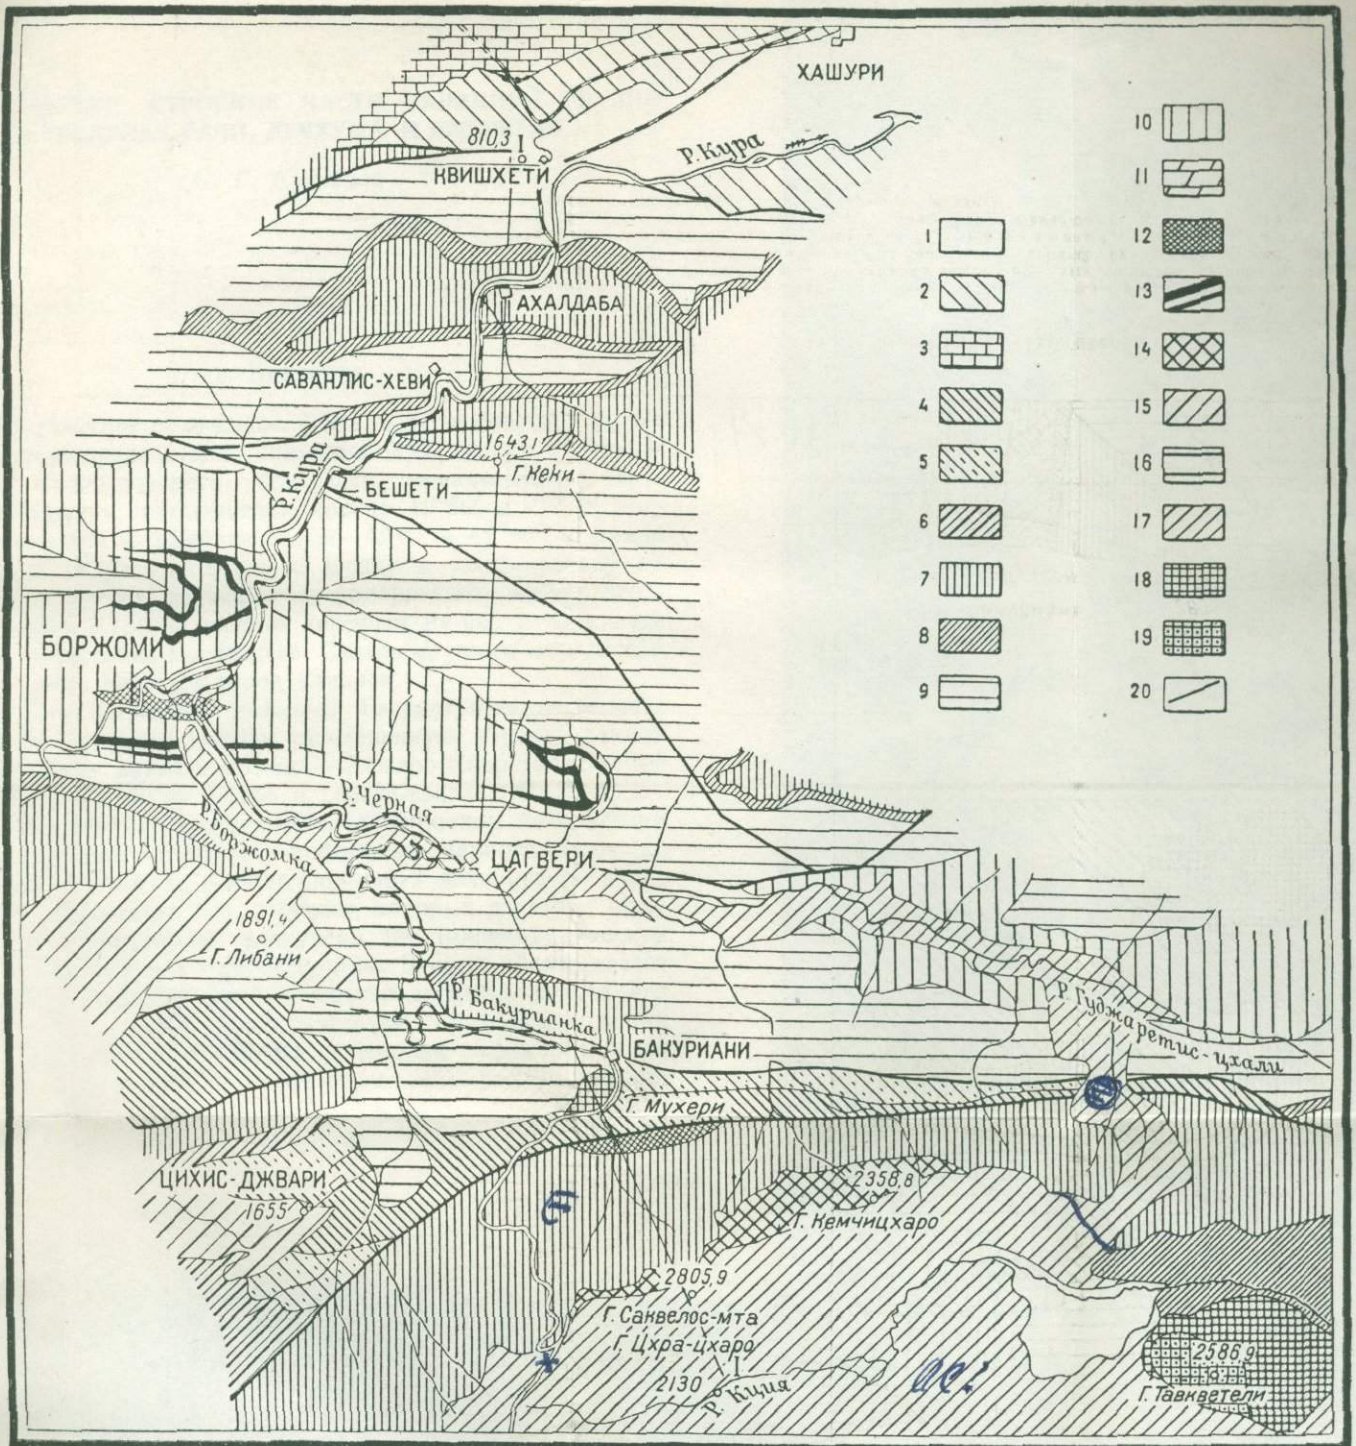 ХАШУРИ
810,3 I
Р. Кура
КВИШХЕТИ
АХАЛДАБА
САВАНЛИС-ХЕВИ
1643,1
Г. Кеки
Р. Кура
БЕШЕТИ
БОРЖОМИ
Р. Черная
Р. Боржомка
ЦАГВЕРИ
1891,4
Г. Либани
Р. Бакурианка
БАКУРИАНИ
Р. Гуджаретис-цхали
Г. Мухери
ЦИХИС-ДЖВАРИ
1655
2358,8
Г. Кемчицхаро
2805,9
Г. Саквелос-мта
Г. Цхра-цхаро
I
2130
Р. Кция
2586,9
Г. Тавкветели
1
2
3
4
5
6
7
8
9
10
11
12
13
14
15
16
17
18
19
20